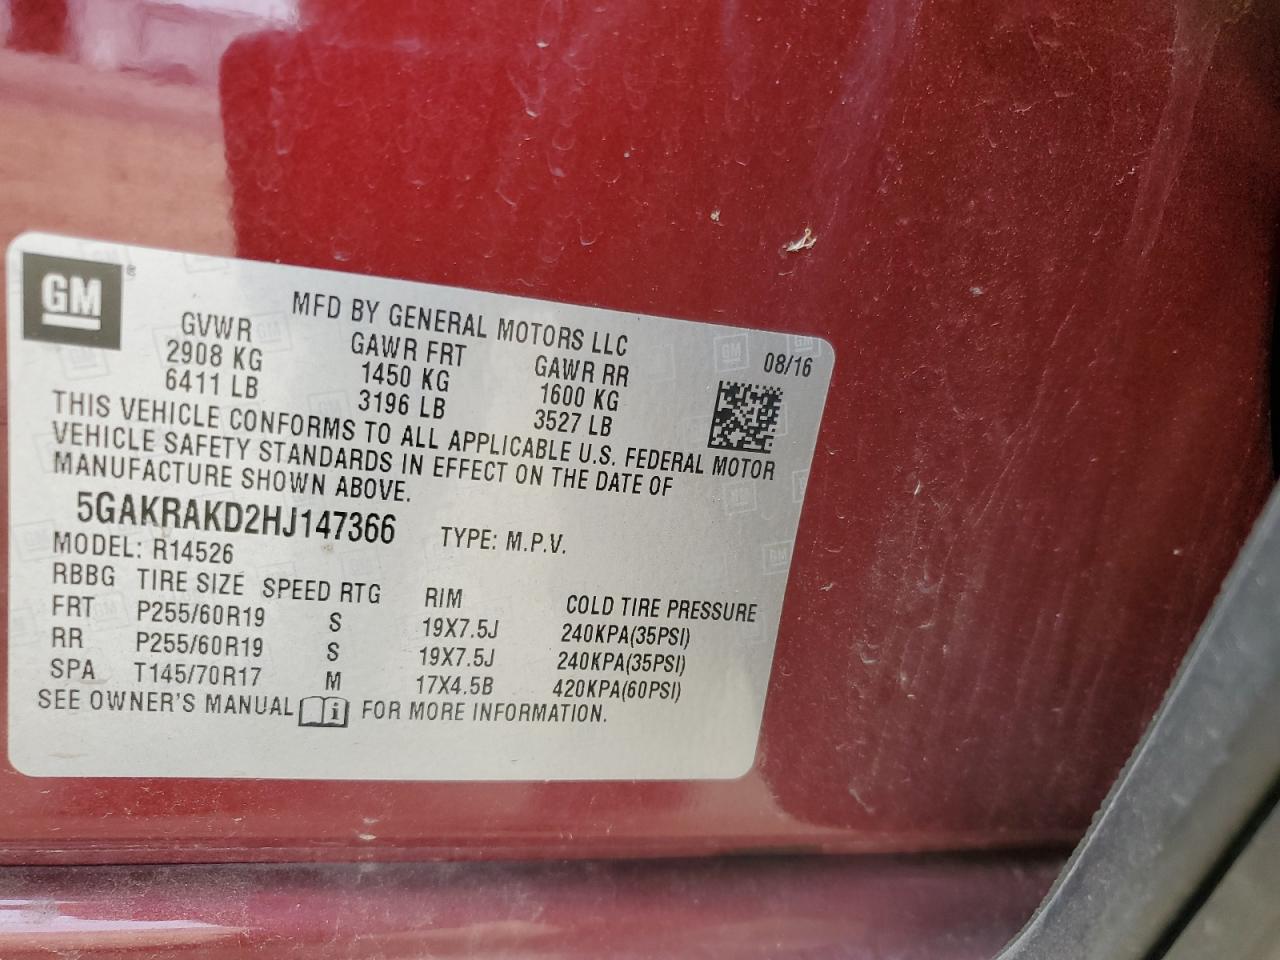 GM
MFD BY GENERAL MOTORS LLC
08/16
GVWR GAWR FRT GAWR RR
2908 KG 1450 KG 1600 KG
6411 LB 3196 LB 3527 LB
THIS VEHICLE CONFORMS TO ALL APPLICABLE U.S. FEDERAL MOTOR
VEHICLE SAFETY STANDARDS IN EFFECT ON THE DATE OF
MANUFACTURE SHOWN ABOVE.
5GAKRAKD2HJ147366 TYPE: M.P.V.
MODEL: R14526
RBBG TIRE SIZE SPEED RTG RIM COLD TIRE PRESSURE
FRT P255/60R19 S 19X7.5J 240KPA(35PSI)
RR P255/60R19 S 19X7.5J 240KPA(35PSI)
SPA T145/70R17 M 17X4.5B 420KPA(60PSI)
SEE OWNER'S MANUAL i FOR MORE INFORMATION.